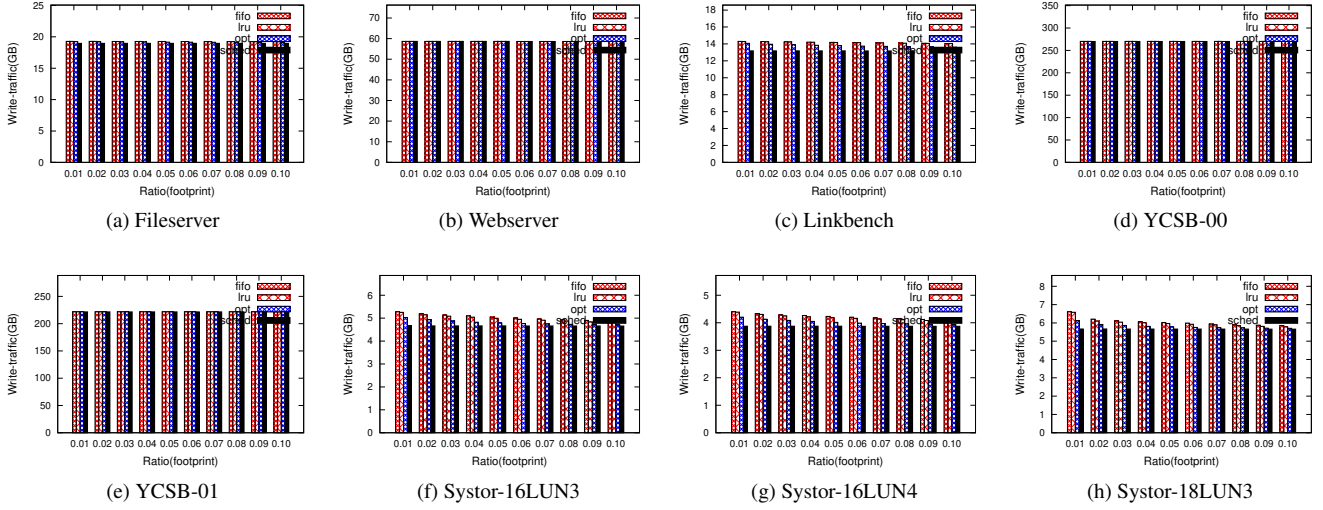 fifo
lru
opt
sched
Write-traffic(GB)
25
20
15
10
5
0
0.01 0.02 0.03 0.04 0.05 0.06 0.07 0.08 0.09 0.10
Ratio(footprint)
(a) Fileserver
fifo
lru
opt
sched
Write-traffic(GB)
70
60
50
40
30
20
10
0
0.01 0.02 0.03 0.04 0.05 0.06 0.07 0.08 0.09 0.10
Ratio(footprint)
(b) Webserver
fifo
lru
opt
sched
Write-traffic(GB)
18
16
14
12
10
8
6
4
2
0
0.01 0.02 0.03 0.04 0.05 0.06 0.07 0.08 0.09 0.10
Ratio(footprint)
(c) Linkbench
fifo
lru
opt
sched
Write-traffic(GB)
350
300
250
200
150
100
50
0
0.01 0.02 0.03 0.04 0.05 0.06 0.07 0.08 0.09 0.10
Ratio(footprint)
(d) YCSB-00
fifo
lru
opt
sched
Write-traffic(GB)
250
200
150
100
50
0
0.01 0.02 0.03 0.04 0.05 0.06 0.07 0.08 0.09 0.10
Ratio(footprint)
(e) YCSB-01
fifo
lru
opt
sched
Write-traffic(GB)
6
5
4
3
2
1
0
0.01 0.02 0.03 0.04 0.05 0.06 0.07 0.08 0.09 0.10
Ratio(footprint)
(f) Systor-16LUN3
fifo
lru
opt
sched
Write-traffic(GB)
5
4
3
2
1
0
0.01 0.02 0.03 0.04 0.05 0.06 0.07 0.08 0.09 0.10
Ratio(footprint)
(g) Systor-16LUN4
fifo
lru
opt
sched
Write-traffic(GB)
8
7
6
5
4
3
2
1
0
0.01 0.02 0.03 0.04 0.05 0.06 0.07 0.08 0.09 0.10
Ratio(footprint)
(h) Systor-18LUN3